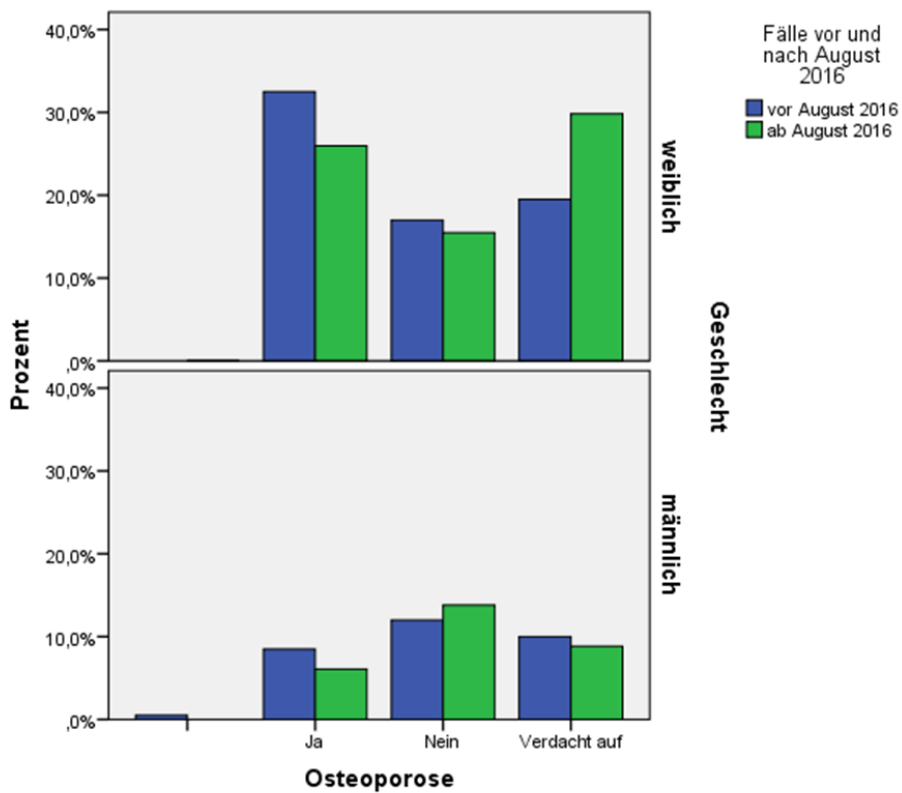 Fälle vor und
nach August
2016
vor August 2016
ab August 2016
40,0%
30,0%
20,0%
10,0%
,0%
weiblich
40,0%
30,0%
20,0%
10,0%
,0%
männlich
Prozent
Geschlecht
Ja
Nein
Verdacht auf
Osteoporose